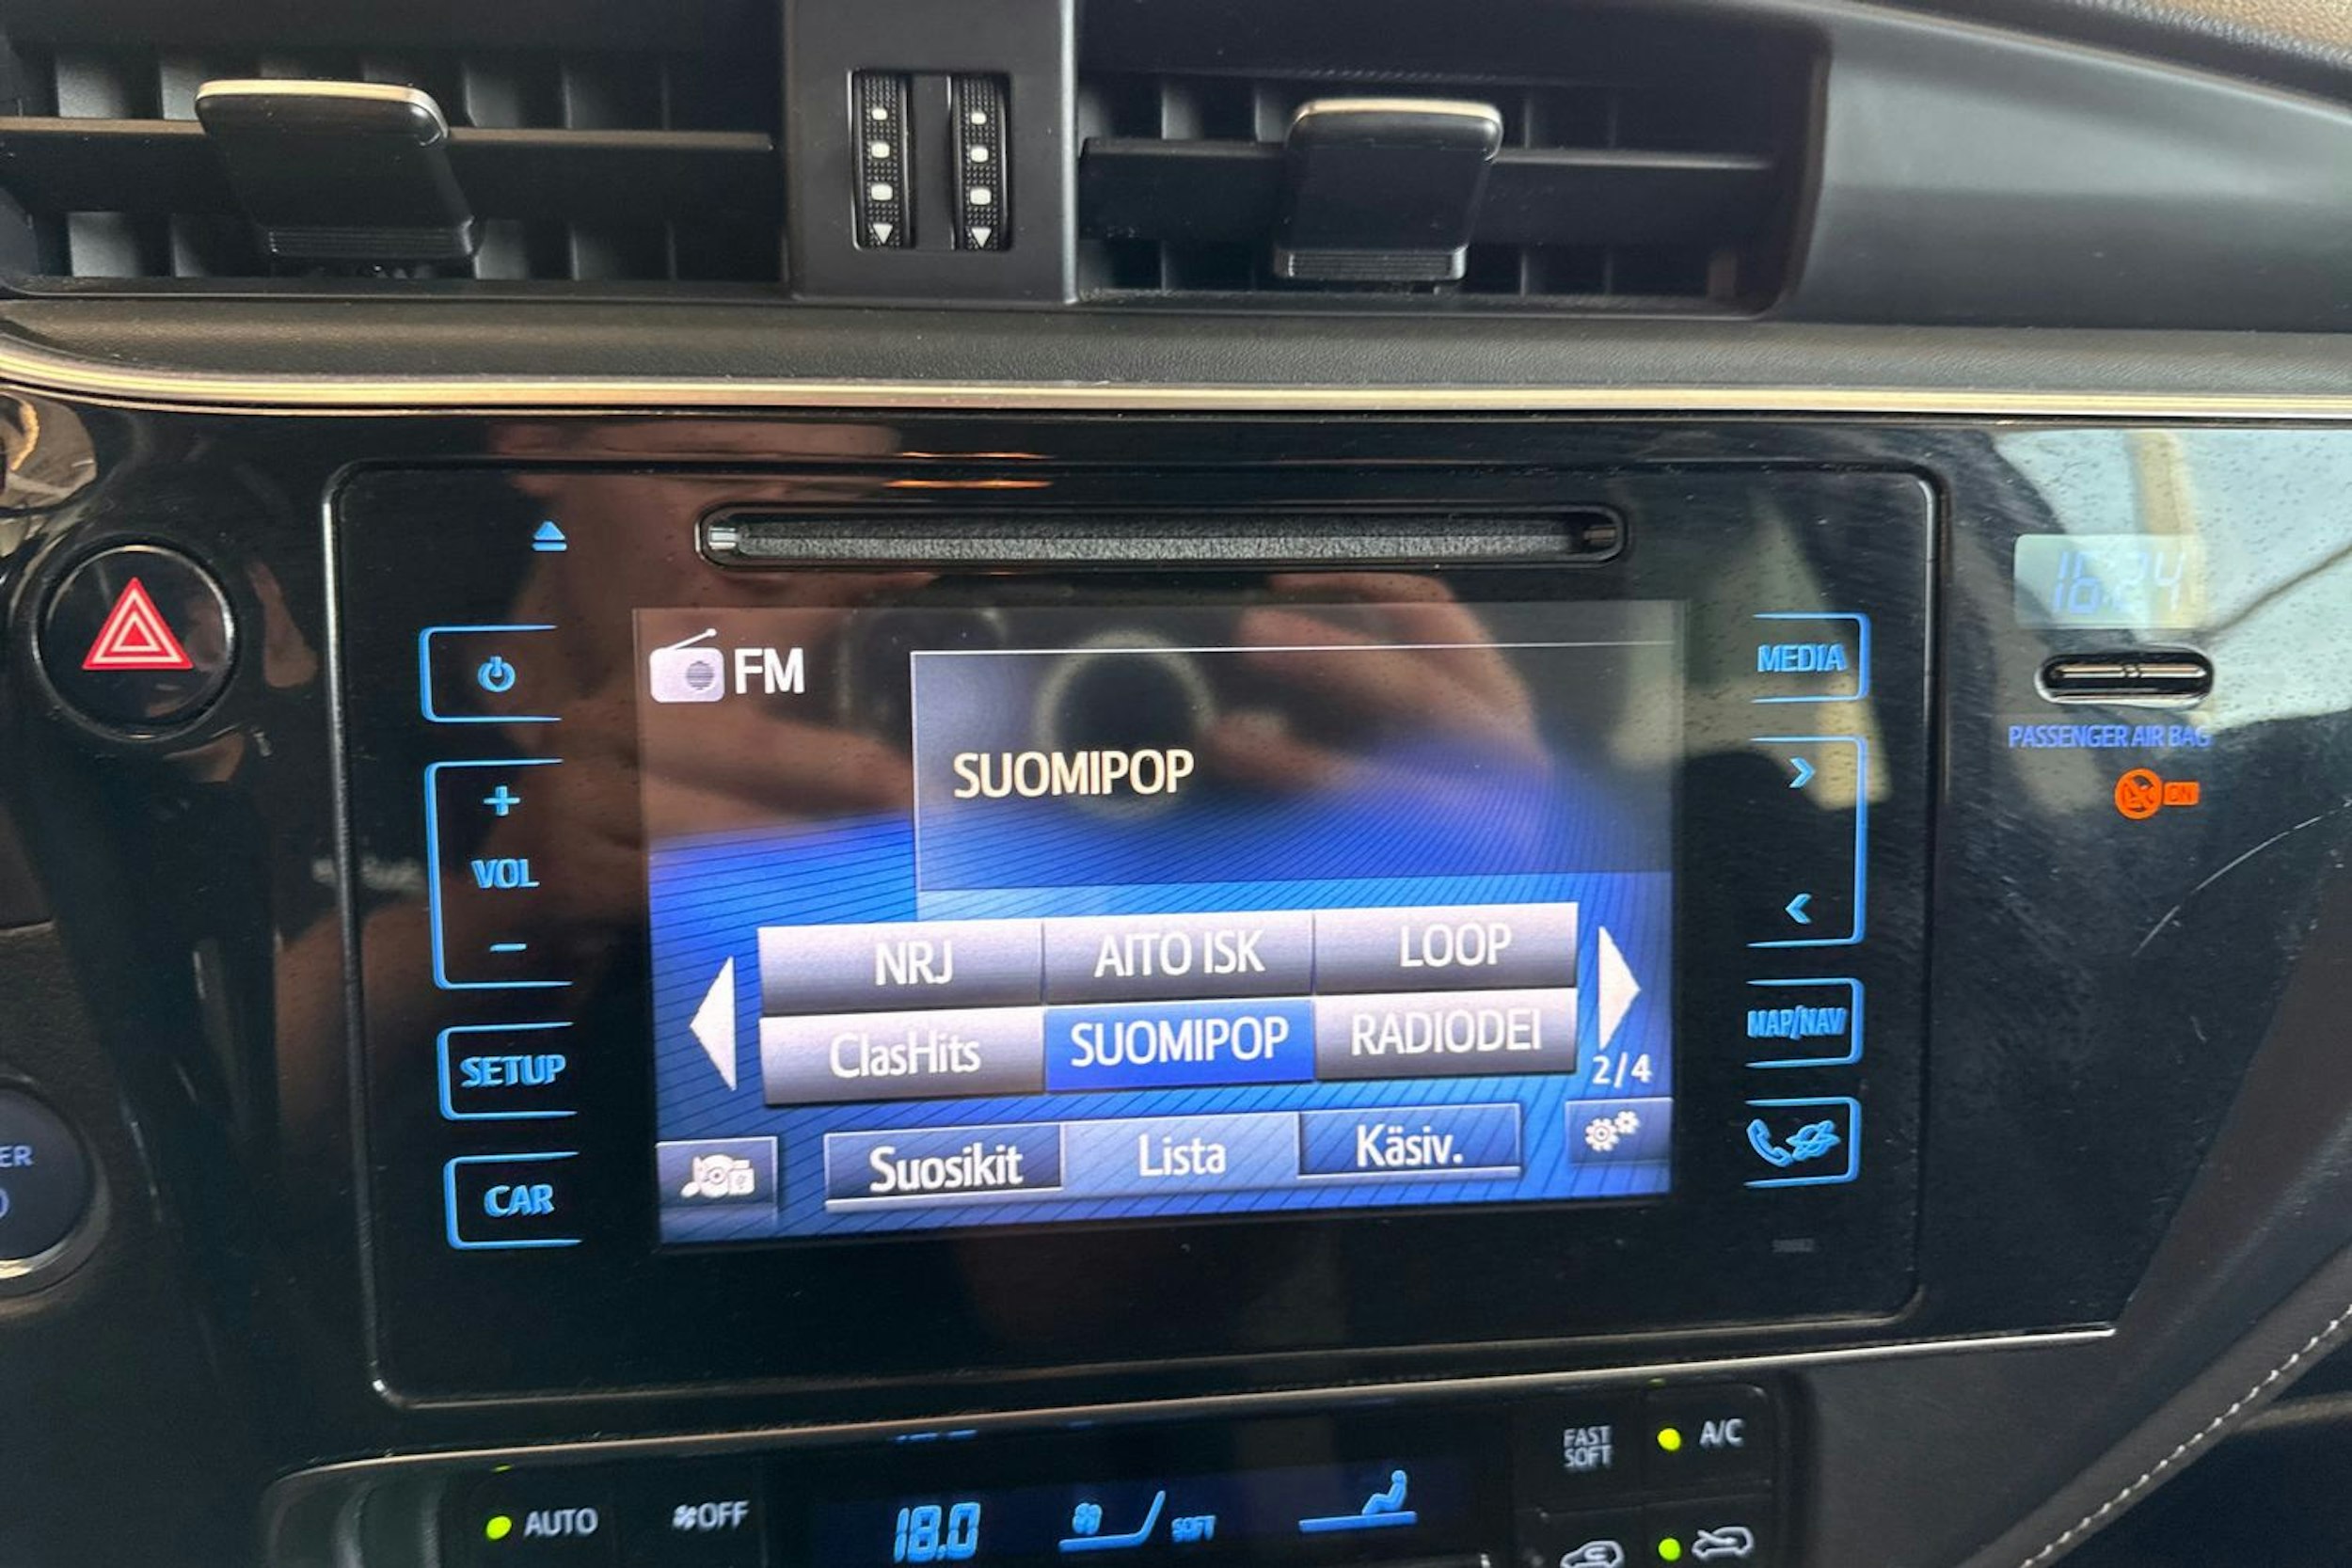 16:24
FM
MEDIA
PASSENGER AIR BAG
ON
SUOMIPOP
VOL
NRJ
AITO ISK
LOOP
ClasHits
SUOMIPOP
RADIODEI
2/4
MAP/NAV
SETUP
Suosikit
Lista
Käsiv.
CAR
ER
FAST
SOFT
A/C
AUTO
OFF
18.0
SOFT